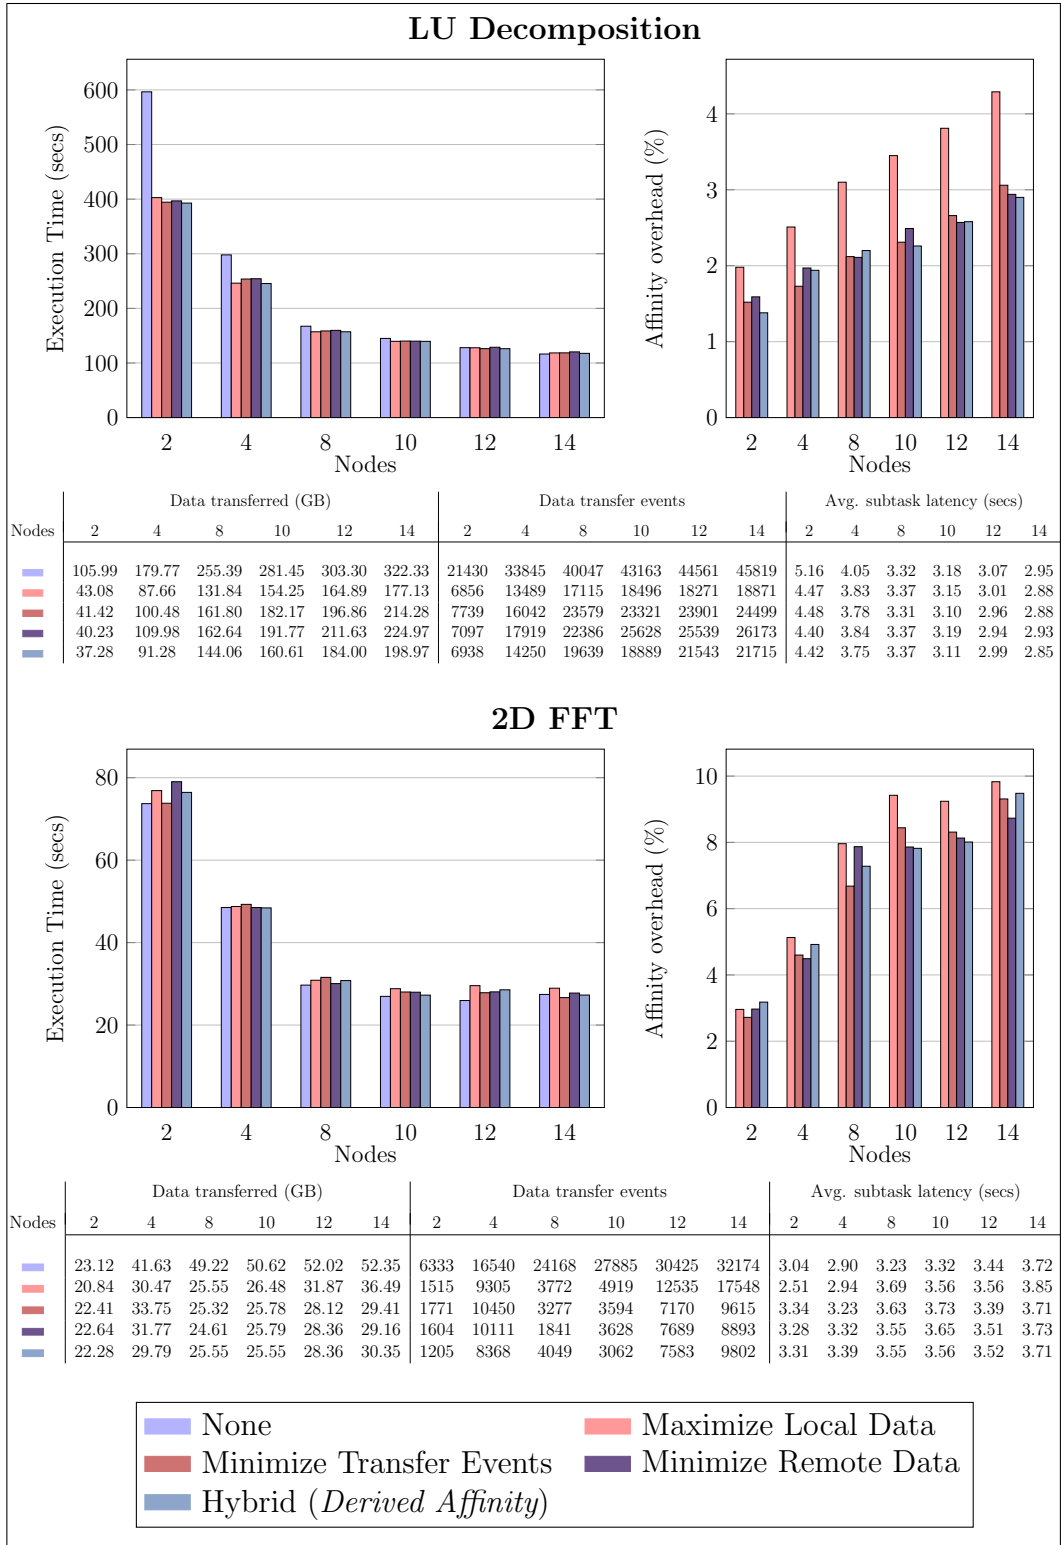 LU Decomposition
600
500
400
300
200
100
0
Execution Time (secs)
2 4 8 10 12 14
Nodes
4
3
2
1
0
Affinity overhead (%)
2 4 8 10 12 14
Nodes
Data transferred (GB) Data transfer events Avg. subtask latency (secs)
Nodes 2 4 8 10 12 14 2 4 8 10 12 14 2 4 8 10 12 14
105.99 179.77 255.39 281.45 303.30 322.33 21430 33845 40047 43163 44561 45819 5.16 4.05 3.32 3.18 3.07 2.95
43.08 87.66 131.84 154.25 164.89 177.13 6856 13489 17115 18496 18271 18871 4.47 3.83 3.37 3.15 3.01 2.88
41.42 100.48 161.80 182.17 196.86 214.28 7739 16042 23579 23321 23901 24499 4.48 3.78 3.31 3.10 2.96 2.88
40.23 109.98 162.64 191.77 211.63 224.97 7097 17919 22386 25628 25539 26173 4.40 3.84 3.37 3.19 2.94 2.93
37.28 91.28 144.06 160.61 184.00 198.97 6938 14250 19639 18889 21543 21715 4.42 3.75 3.37 3.11 2.99 2.85
2D FFT
80
60
40
20
0
Execution Time (secs)
2 4 8 10 12 14
Nodes
10
8
6
4
2
0
Affinity overhead (%)
2 4 8 10 12 14
Nodes
Data transferred (GB) Data transfer events Avg. subtask latency (secs)
Nodes 2 4 8 10 12 14 2 4 8 10 12 14 2 4 8 10 12 14
23.12 41.63 49.22 50.62 52.02 52.35 6333 16540 24168 27885 30425 32174 3.04 2.90 3.23 3.32 3.44 3.72
20.84 30.47 25.55 26.48 31.87 36.49 1515 9305 3772 4919 12535 17548 2.51 2.94 3.69 3.56 3.56 3.85
22.41 33.75 25.32 25.78 28.12 29.41 1771 10450 3277 3594 7170 9615 3.34 3.23 3.63 3.73 3.39 3.71
22.64 31.77 24.61 25.79 28.36 29.16 1604 10111 1841 3628 7689 8893 3.28 3.32 3.55 3.65 3.51 3.73
22.28 29.79 25.55 25.55 28.36 30.35 1205 8368 4049 3062 7583 9802 3.31 3.39 3.55 3.56 3.52 3.71
None Maximize Local Data
Minimize Transfer Events Minimize Remote Data
Hybrid (Derived Affinity)